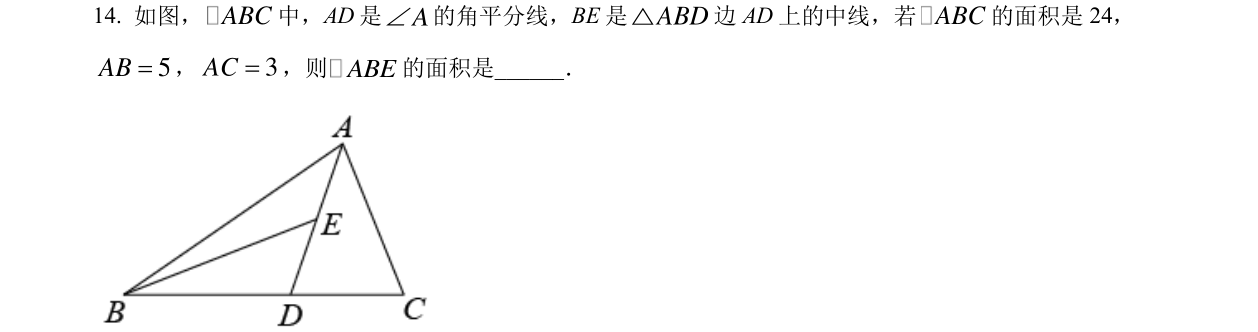 14. 如图，□ABC 中，AD 是∠A 的角平分线，BE 是△ABD 边 AD 上的中线，若□ABC 的面积是 24，
AB = 5，AC = 3，则□ABE 的面积是______．
A
E
B
D
C